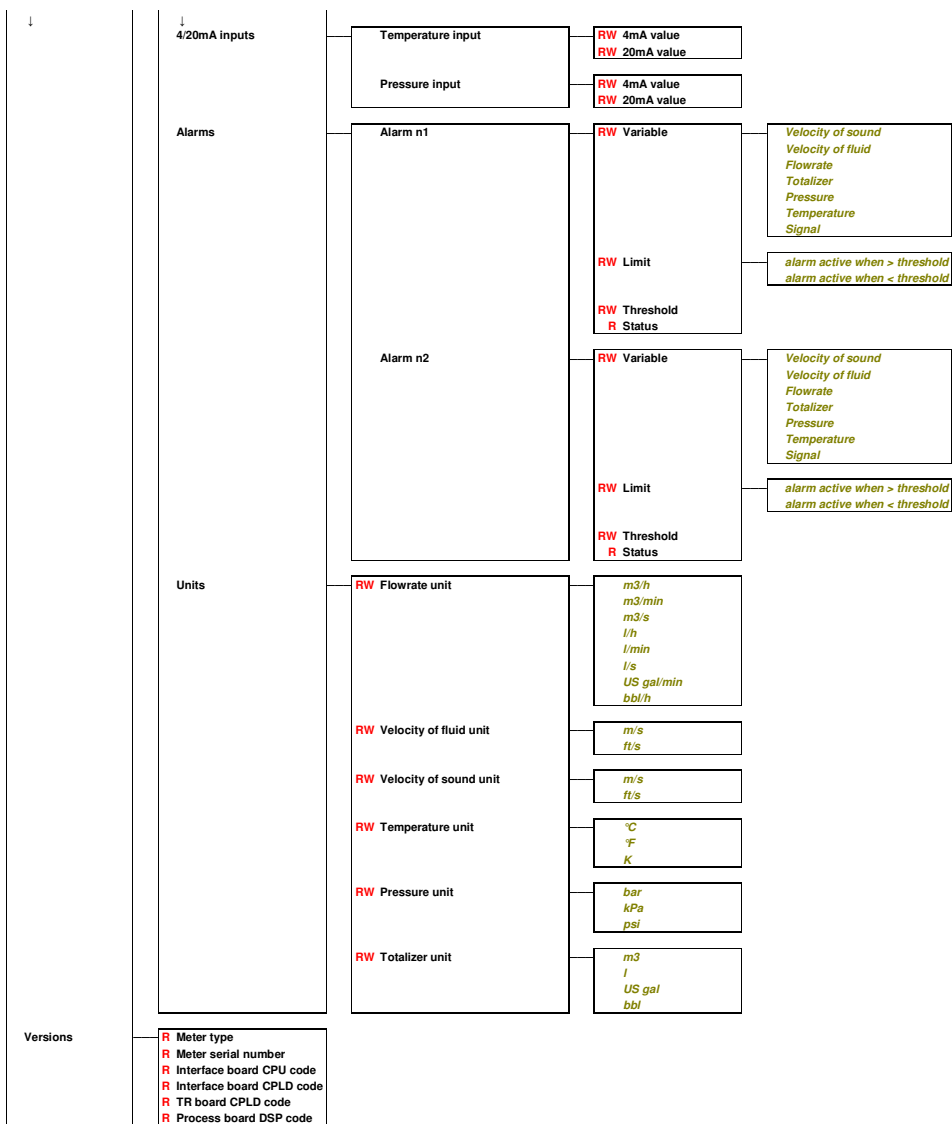 ↓ ↓
4/20mA inputs Temperature input RW 4mA value
RW 20mA value
Pressure input RW 4mA value
RW 20mA value
Alarms Alarm n1 RW Variable Velocity of sound
Velocity of fluid
Flowrate
Totalizer
Pressure
Temperature
Signal
RW Limit alarm active when > threshold
alarm active when < threshold
RW Threshold
R Status
Alarm n2 RW Variable Velocity of sound
Velocity of fluid
Flowrate
Totalizer
Pressure
Temperature
Signal
RW Limit alarm active when > threshold
alarm active when < threshold
RW Threshold
R Status
Units RW Flowrate unit m3/h
m3/min
m3/s
l/h
l/min
l/s
US gal/min
bbl/h
RW Velocity of fluid unit m/s
ft/s
RW Velocity of sound unit m/s
ft/s
RW Temperature unit °C
°F
K
RW Pressure unit bar
kPa
psi
RW Totalizer unit m3
l
US gal
bbl
Versions R Meter type
R Meter serial number
R Interface board CPU code
R Interface board CPLD code
R TR board CPLD code
R Process board DSP code